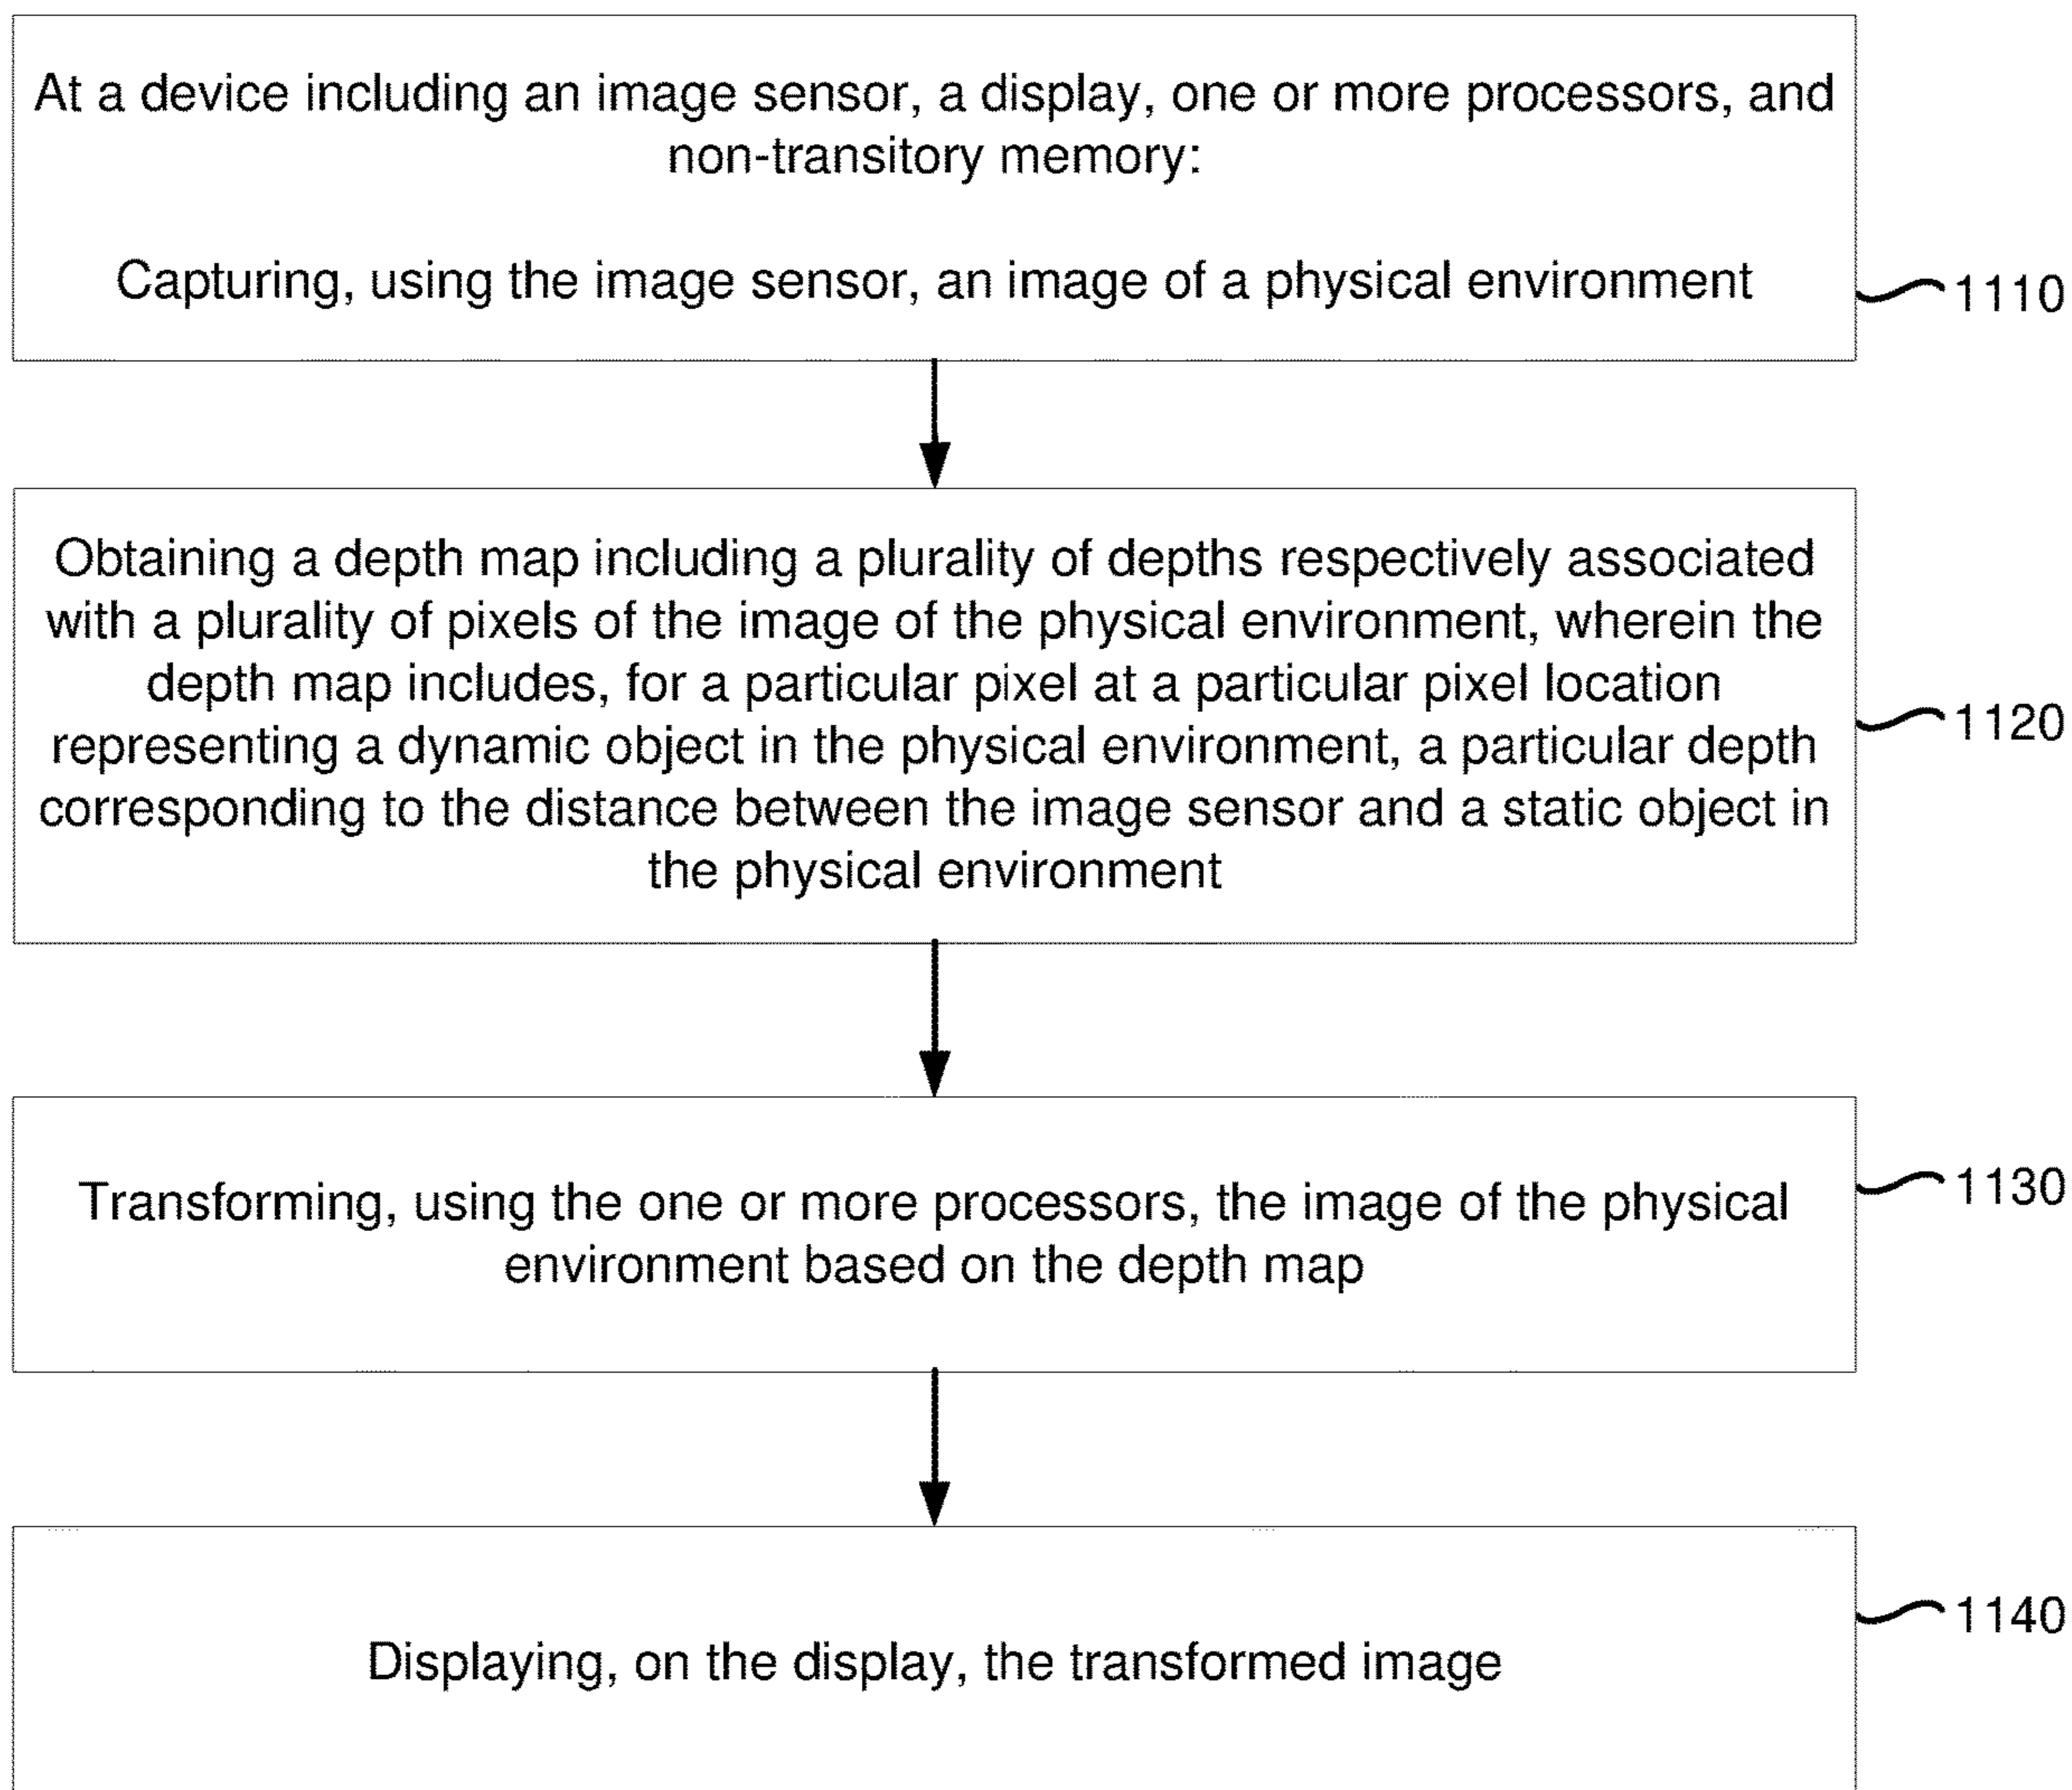 At a device including an image sensor, a display, one or more processors, and
non-transitory memory:
Capturing, using the image sensor, an image of a physical environment
1110
Obtaining a depth map including a plurality of depths respectively associated
with a plurality of pixels of the image of the physical environment, wherein the
depth map includes, for a particular pixel at a particular pixel location
representing a dynamic object in the physical environment, a particular depth
corresponding to the distance between the image sensor and a static object in
the physical environment
1120
Transforming, using the one or more processors, the image of the physical
environment based on the depth map
1130
Displaying, on the display, the transformed image
1140